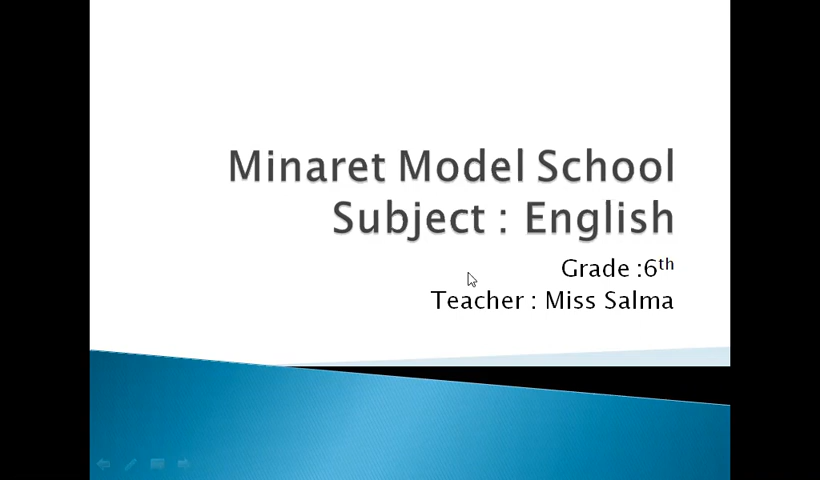 Minaret Model School
Subject : English
Grade :6th
Teacher : Miss Salma